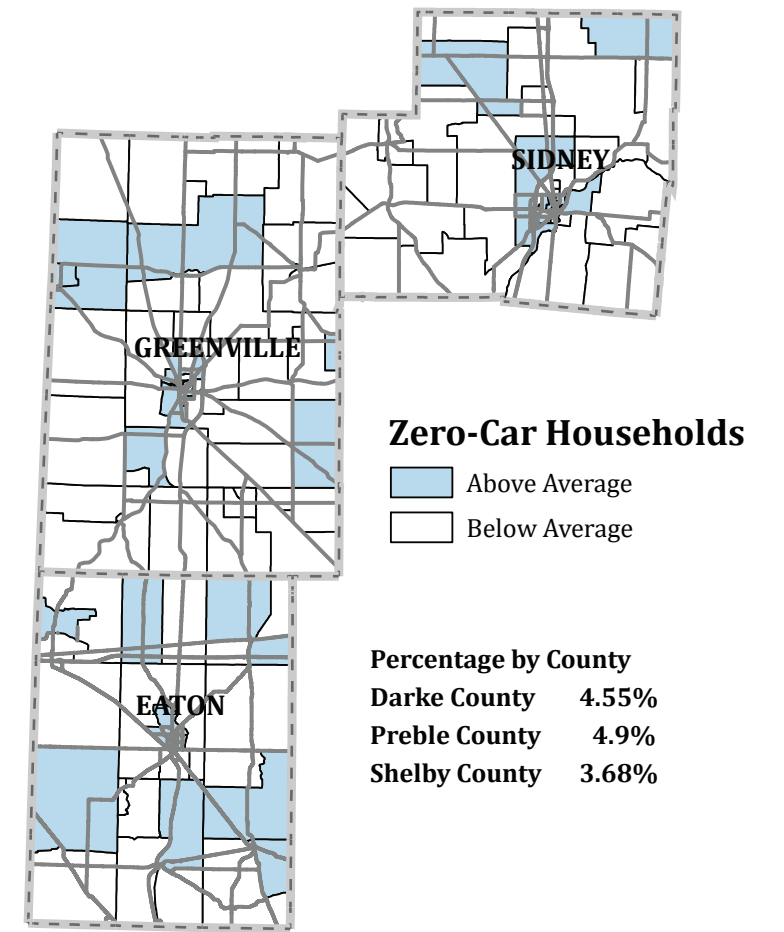 SIDNEY
GREENVILLE
Zero-Car Households
Above Average
Below Average
Percentage by County
Darke County 4.55%
EATON
Preble County 4.9%
Shelby County 3.68%